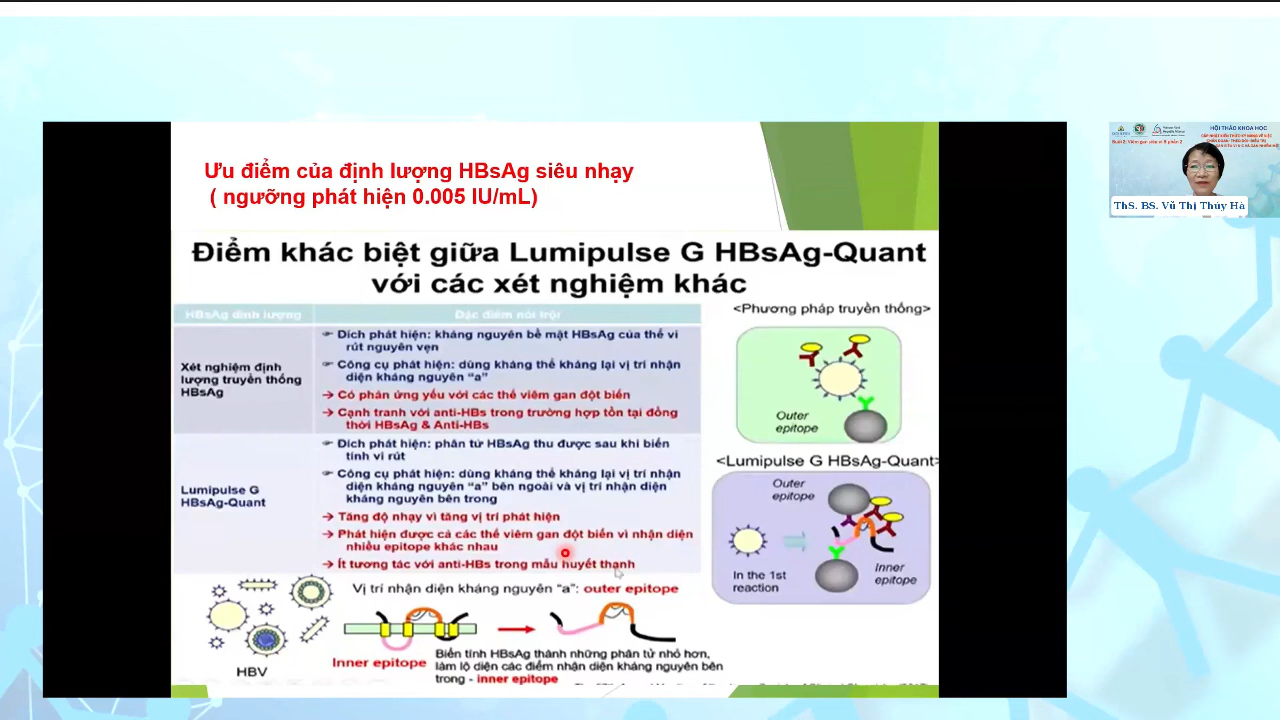 Ưu điểm của định lượng HBsAg siêu nhạy
( ngưỡng phát hiện 0.005 IU/mL)
Điểm khác biệt giữa Lumipulse G HBsAg-Quant
với các xét nghiệm khác
HBsAg định lượng
Đặc điểm nổi trội
Xét nghiệm định
lượng truyền thống
HBsAg
☞ Đích phát hiện: kháng nguyên bề mặt HBsAg của thể vi
rút nguyên vẹn
☞ Công cụ phát hiện: dùng kháng thể kháng lại vị trí nhận
diện kháng nguyên “a”
→ Có phản ứng yếu với các thể viêm gan đột biến
→ Cạnh tranh với anti-HBs trong trường hợp tồn tại đồng
thời HBsAg & Anti-HBs
Lumipulse G
HBsAg-Quant
☞ Đích phát hiện: phân tử HBsAg thu được sau khi biến
tính vi rút
☞ Công cụ phát hiện: dùng kháng thể kháng lại vị trí nhận
diện kháng nguyên “a” bên ngoài và vị trí nhận diện
kháng nguyên bên trong
→ Tăng độ nhạy vì tăng vị trí phát hiện
→ Phát hiện được cả các thể viêm gan đột biến vì nhận diện
nhiều epitope khác nhau
→ Ít tương tác với anti-HBs trong mẫu huyết thanh
<Phương pháp truyền thống>
Outer
epitope
<Lumipulse G HBsAg-Quant>
Outer
epitope
In the 1st
reaction
Inner
epitope
Vị trí nhận diện kháng nguyên “a”: outer epitope
HBV
Inner epitope
Biến tính HBsAg thành những phân tử nhỏ hơn,
làm lộ diện các điểm nhận diện kháng nguyên bên
trong - inner epitope
HỘI THẢO KHOA HỌC
ThS. BS. Vũ Thị Thúy Hà